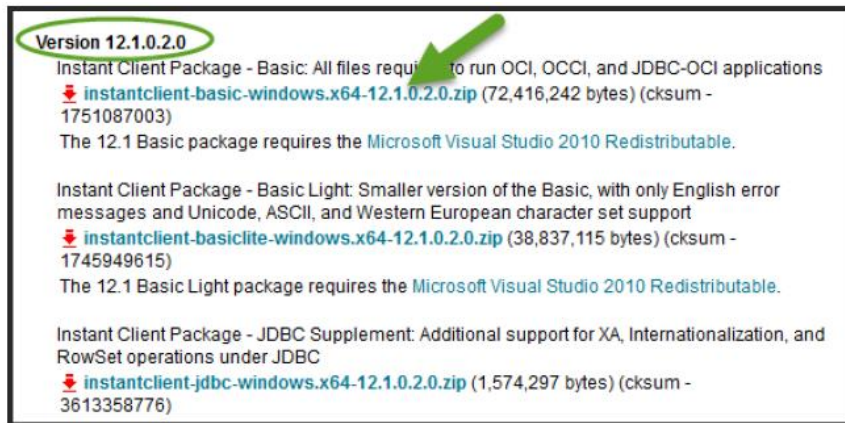 Version 12.1.0.2.0
Instant Client Package - Basic: All files to run OCI, OCCI, and JDBC-OCI applications
instantclient-basic-windows.x64-12.1.0.2.0.zip (72,416,242 bytes) (cksum -
1751087003)
The 12.1 Basic package requires the Microsoft Visual Studio 2010 Redistributable.
Instant Client Package - Basic Light: Smaller version of the Basic, with only English error
messages and Unicode, ASCII, and Western European character set support
instantclient-basiclite-windows.x64-12.1.0.2.0.zip (38,837,115 bytes) (cksum -
1745949615)
The 12.1 Basic Light package requires the Microsoft Visual Studio 2010 Redistributable.
Instant Client Package - JDBC Supplement: Additional support for XA, Internationalization, and
RowSet operations under JDBC
instantclient-jdbc-windows.x64-12.1.0.2.0.zip (1,574,297 bytes) (cksum -
3613358776)